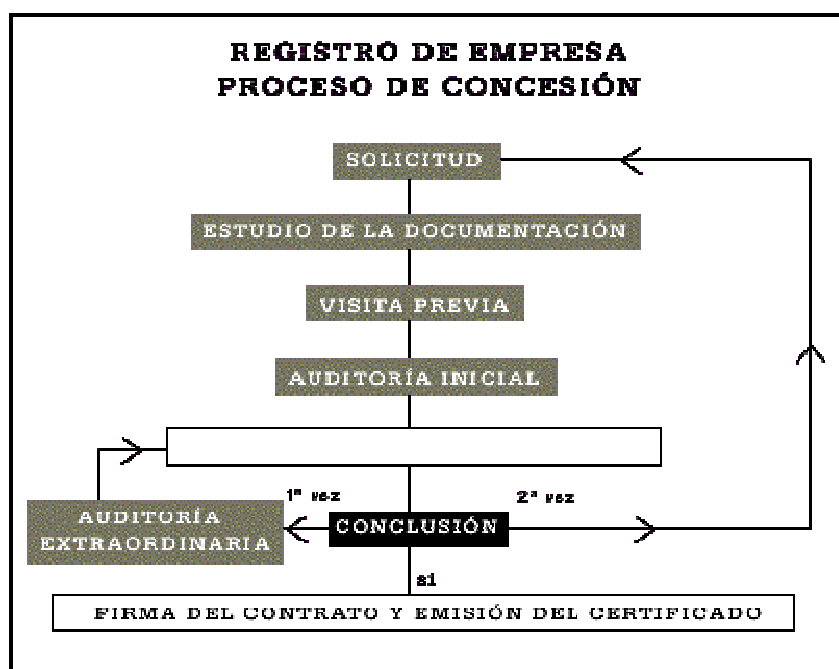 REGISTRO DE EMPRESA
PROCESO DE CONCESIÓN
SOLICITUD
ESTUDIO DE LA DOCUMENTACIÓN
VISITA PREVIA
AUDITORÍA INICIAL
1ª vez
2ª vez
AUDITORÍA
EXTRAORDINARIA
CONCLUSIÓN
sí
FIRMA DEL CONTRATO Y EMISIÓN DEL CERTIFICADO